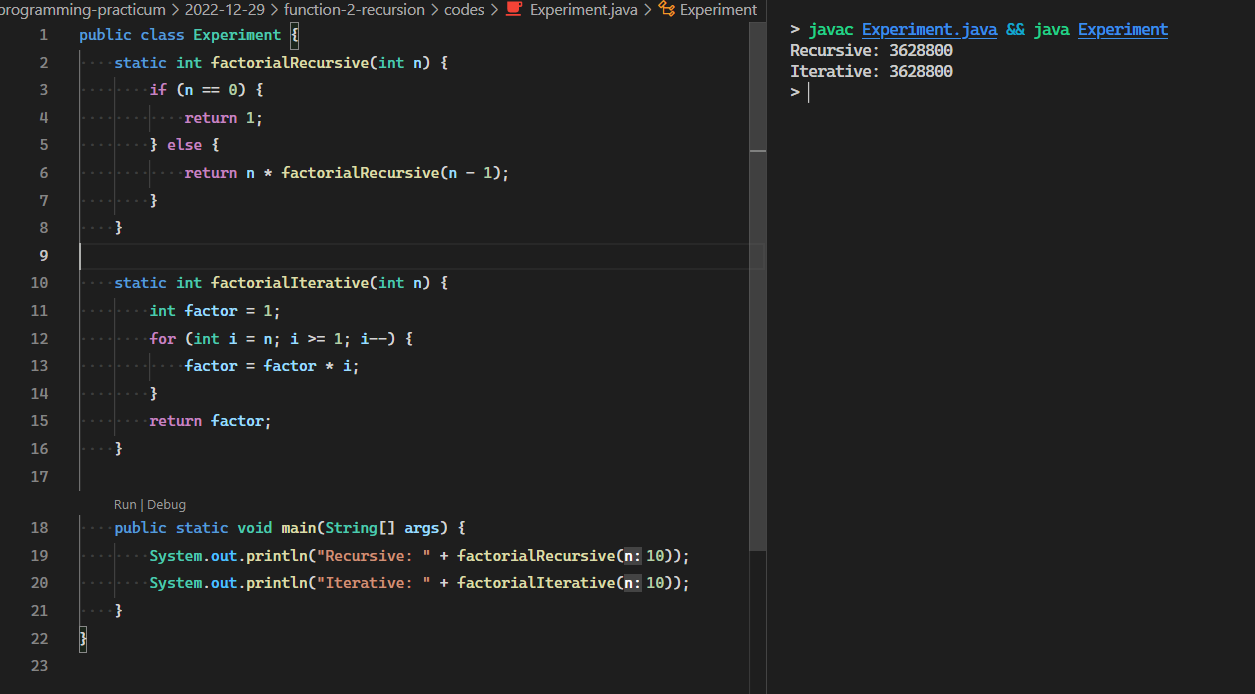 programming-practicum > 2022-12-29 > function-2-recursion > codes > Experiment.java > Experiment
1 public class Experiment {
2     static int factorialRecursive(int n) {
3         if (n == 0) {
4             return 1;
5         } else {
6             return n * factorialRecursive(n - 1);
7         }
8     }
9
10     static int factorialIterative(int n) {
11         int factor = 1;
12         for (int i = n; i >= 1; i--) {
13             factor = factor * i;
14         }
15         return factor;
16     }
17
Run | Debug
18     public static void main(String[] args) {
19         System.out.println("Recursive: " + factorialRecursive(n: 10));
20         System.out.println("Iterative: " + factorialIterative(n: 10));
21     }
22 }
23
> javac Experiment.java && java Experiment
Recursive: 3628800
Iterative: 3628800
>